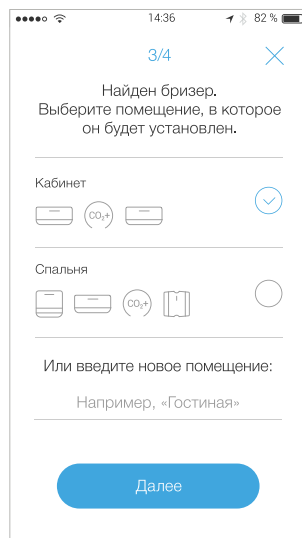 14:36
82 %
3/4
Найден бризер.
Выберите помещение, в которое
он будет установлен.
Кабинет
CO₂+
Спальня
CO₂+
Или введите новое помещение:
Например, «Гостиная»
Далее